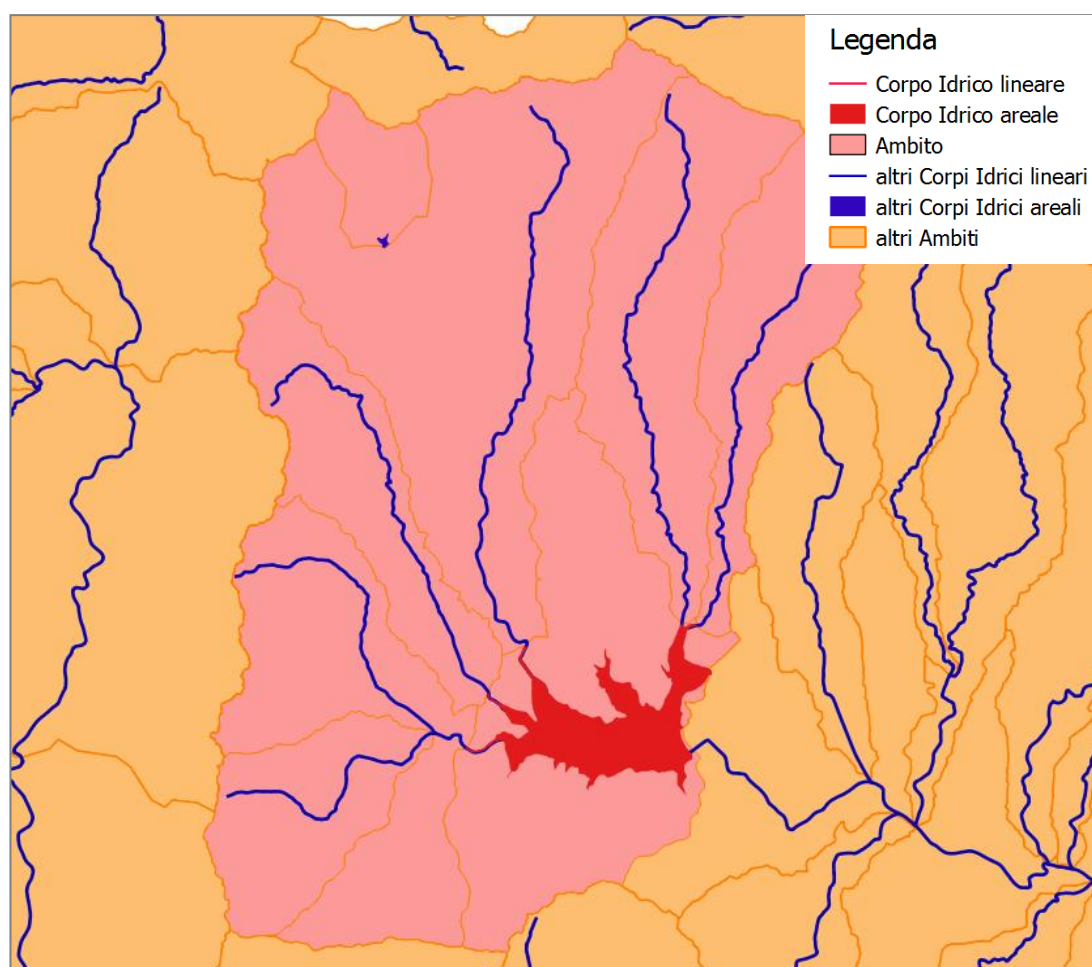 Legenda
Corpo Idrico lineare
Corpo Idrico areale
Ambito
altri Corpi Idrici lineari
altri Corpi Idrici areali
altri Ambiti